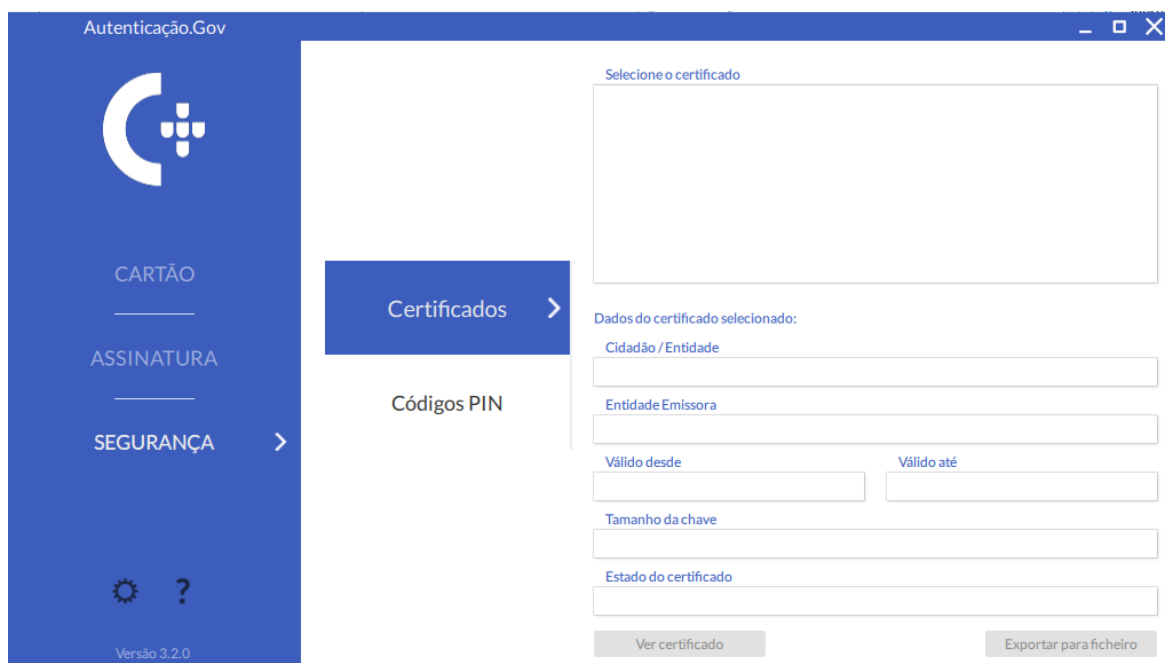 Autenticação.Gov
CARTÃO
ASSINATURA
SEGURANÇA
?
Versão 3.2.0
Certificados
Códigos PIN
Selecione o certificado
Dados do certificado selecionado:
Cidadão / Entidade
Entidade Emissora
Válido desde
Válido até
Tamanho da chave
Estado do certificado
Ver certificado
Exportar para ficheiro